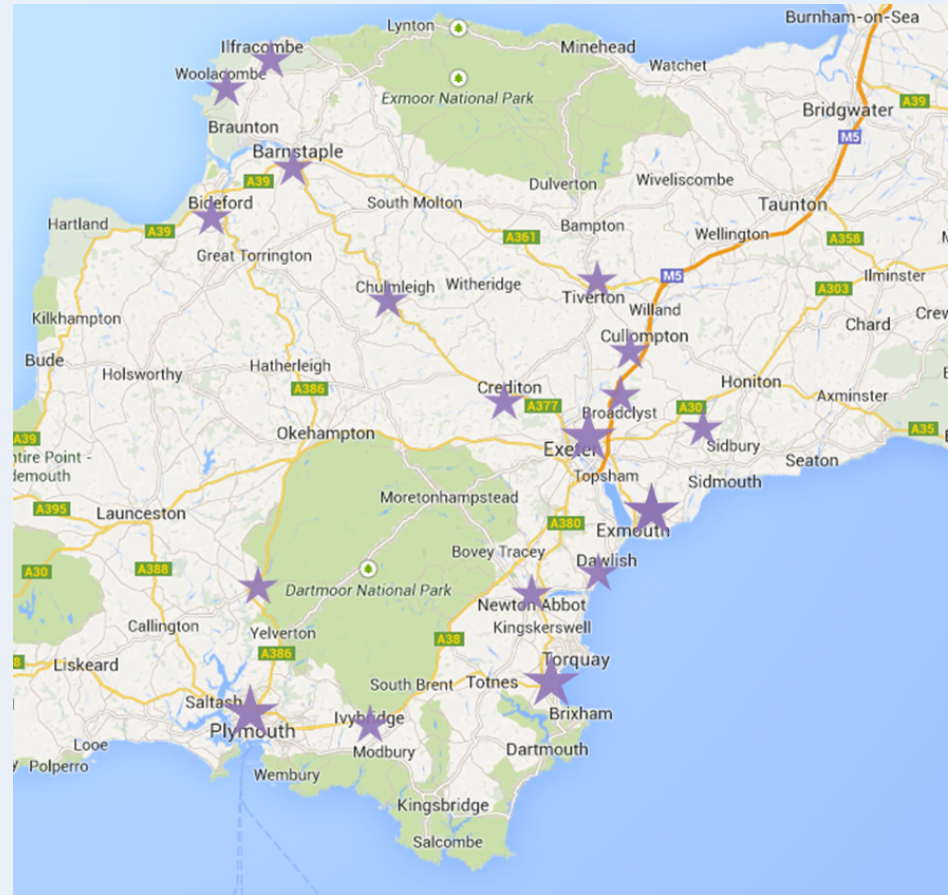 Burnham-on-Sea
Lynton
Ilfracombe
Minehead
Watchet
Woolacombe
Exmoor National Park
A39
Bridgwater
Braunton
M5
Barnstaple
A39
Dulverton
Wiveliscombe
Bideford
South Molton
Taunton
Hartland
A39
A361
Bampton
Wellington
A358
Great Torrington
M5
Ilminster
Chulmleigh
Witheridge
Tiverton
A303
Willand
Kilkhampton
Chard
Crew
Cullompton
Bude
Holsworthy
Hatherleigh
A386
Crediton
Honiton
A377
Broadclyst
A30
Axminster
A39
Okehampton
Exeter
Sidbury
A35
ntire Point -
demouth
Seaton
Topsham
Sidmouth
Moretonhampstead
A395
Launceston
A380
Exmouth
Bovey Tracey
Dawlish
A30
A388
Dartmoor National Park
Newton Abbot
Callington
Yelverton
Kingskerswell
A38
A386
8
Liskeard
Torquay
South Brent
Totnes
Saltash
Ivybridge
Brixham
Plymouth
Looe
Modbury
Dartmouth
y Polperro
Wembury
Kingsbridge
Salcombe